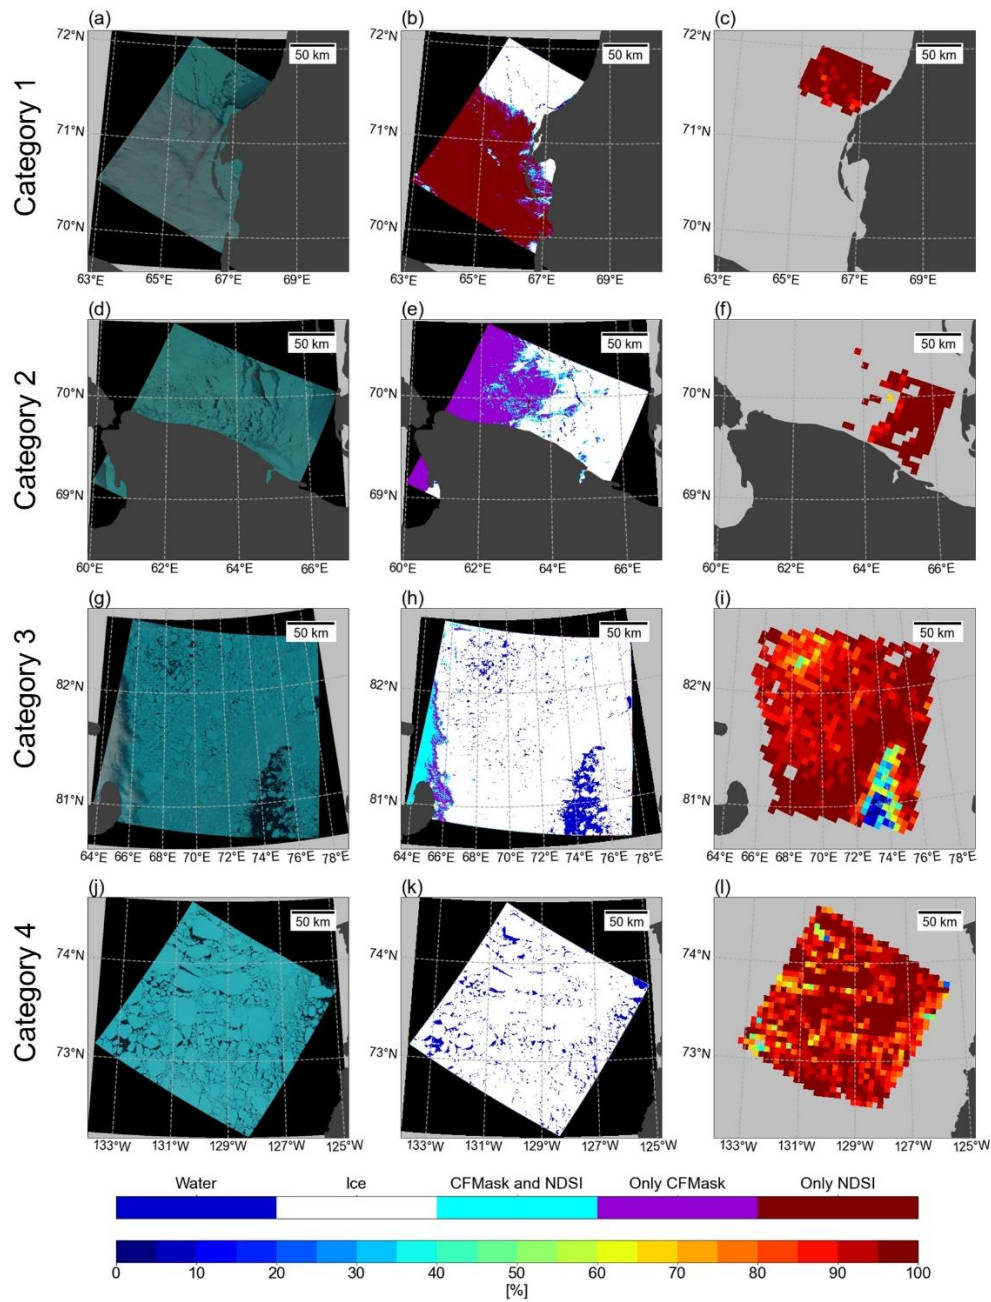 (a) (b) (c)
Category 1
72°N 72°N 72°N
50 km 50 km 50 km
71°N 71°N 71°N
70°N 70°N 70°N
63°E 65°E 67°E 69°E 63°E 65°E 67°E 69°E 63°E 65°E 67°E 69°E
(d) (e) (f)
Category 2
50 km 50 km 50 km
70°N 70°N 70°N
69°N 69°N 69°N
60°E 62°E 64°E 66°E 60°E 62°E 64°E 66°E 60°E 62°E 64°E 66°E
(g) (h) (i)
Category 3
50 km 50 km 50 km
82°N 82°N 82°N
81°N 81°N 81°N
64°E 66°E 68°E 70°E 72°E 74°E 76°E 78°E 64°E 66°E 68°E 70°E 72°E 74°E 76°E 78°E 64°E 66°E 68°E 70°E 72°E 74°E 76°E 78°E
(j) (k) (l)
Category 4
50 km 50 km 50 km
74°N 74°N 74°N
73°N 73°N 73°N
133°W 131°W 129°W 127°W 125°W 133°W 131°W 129°W 127°W 125°W 133°W 131°W 129°W 127°W 125°W
Water Ice CFMask and NDSI Only CFMask Only NDSI
0 10 20 30 40 50 60 70 80 90 100
[%]